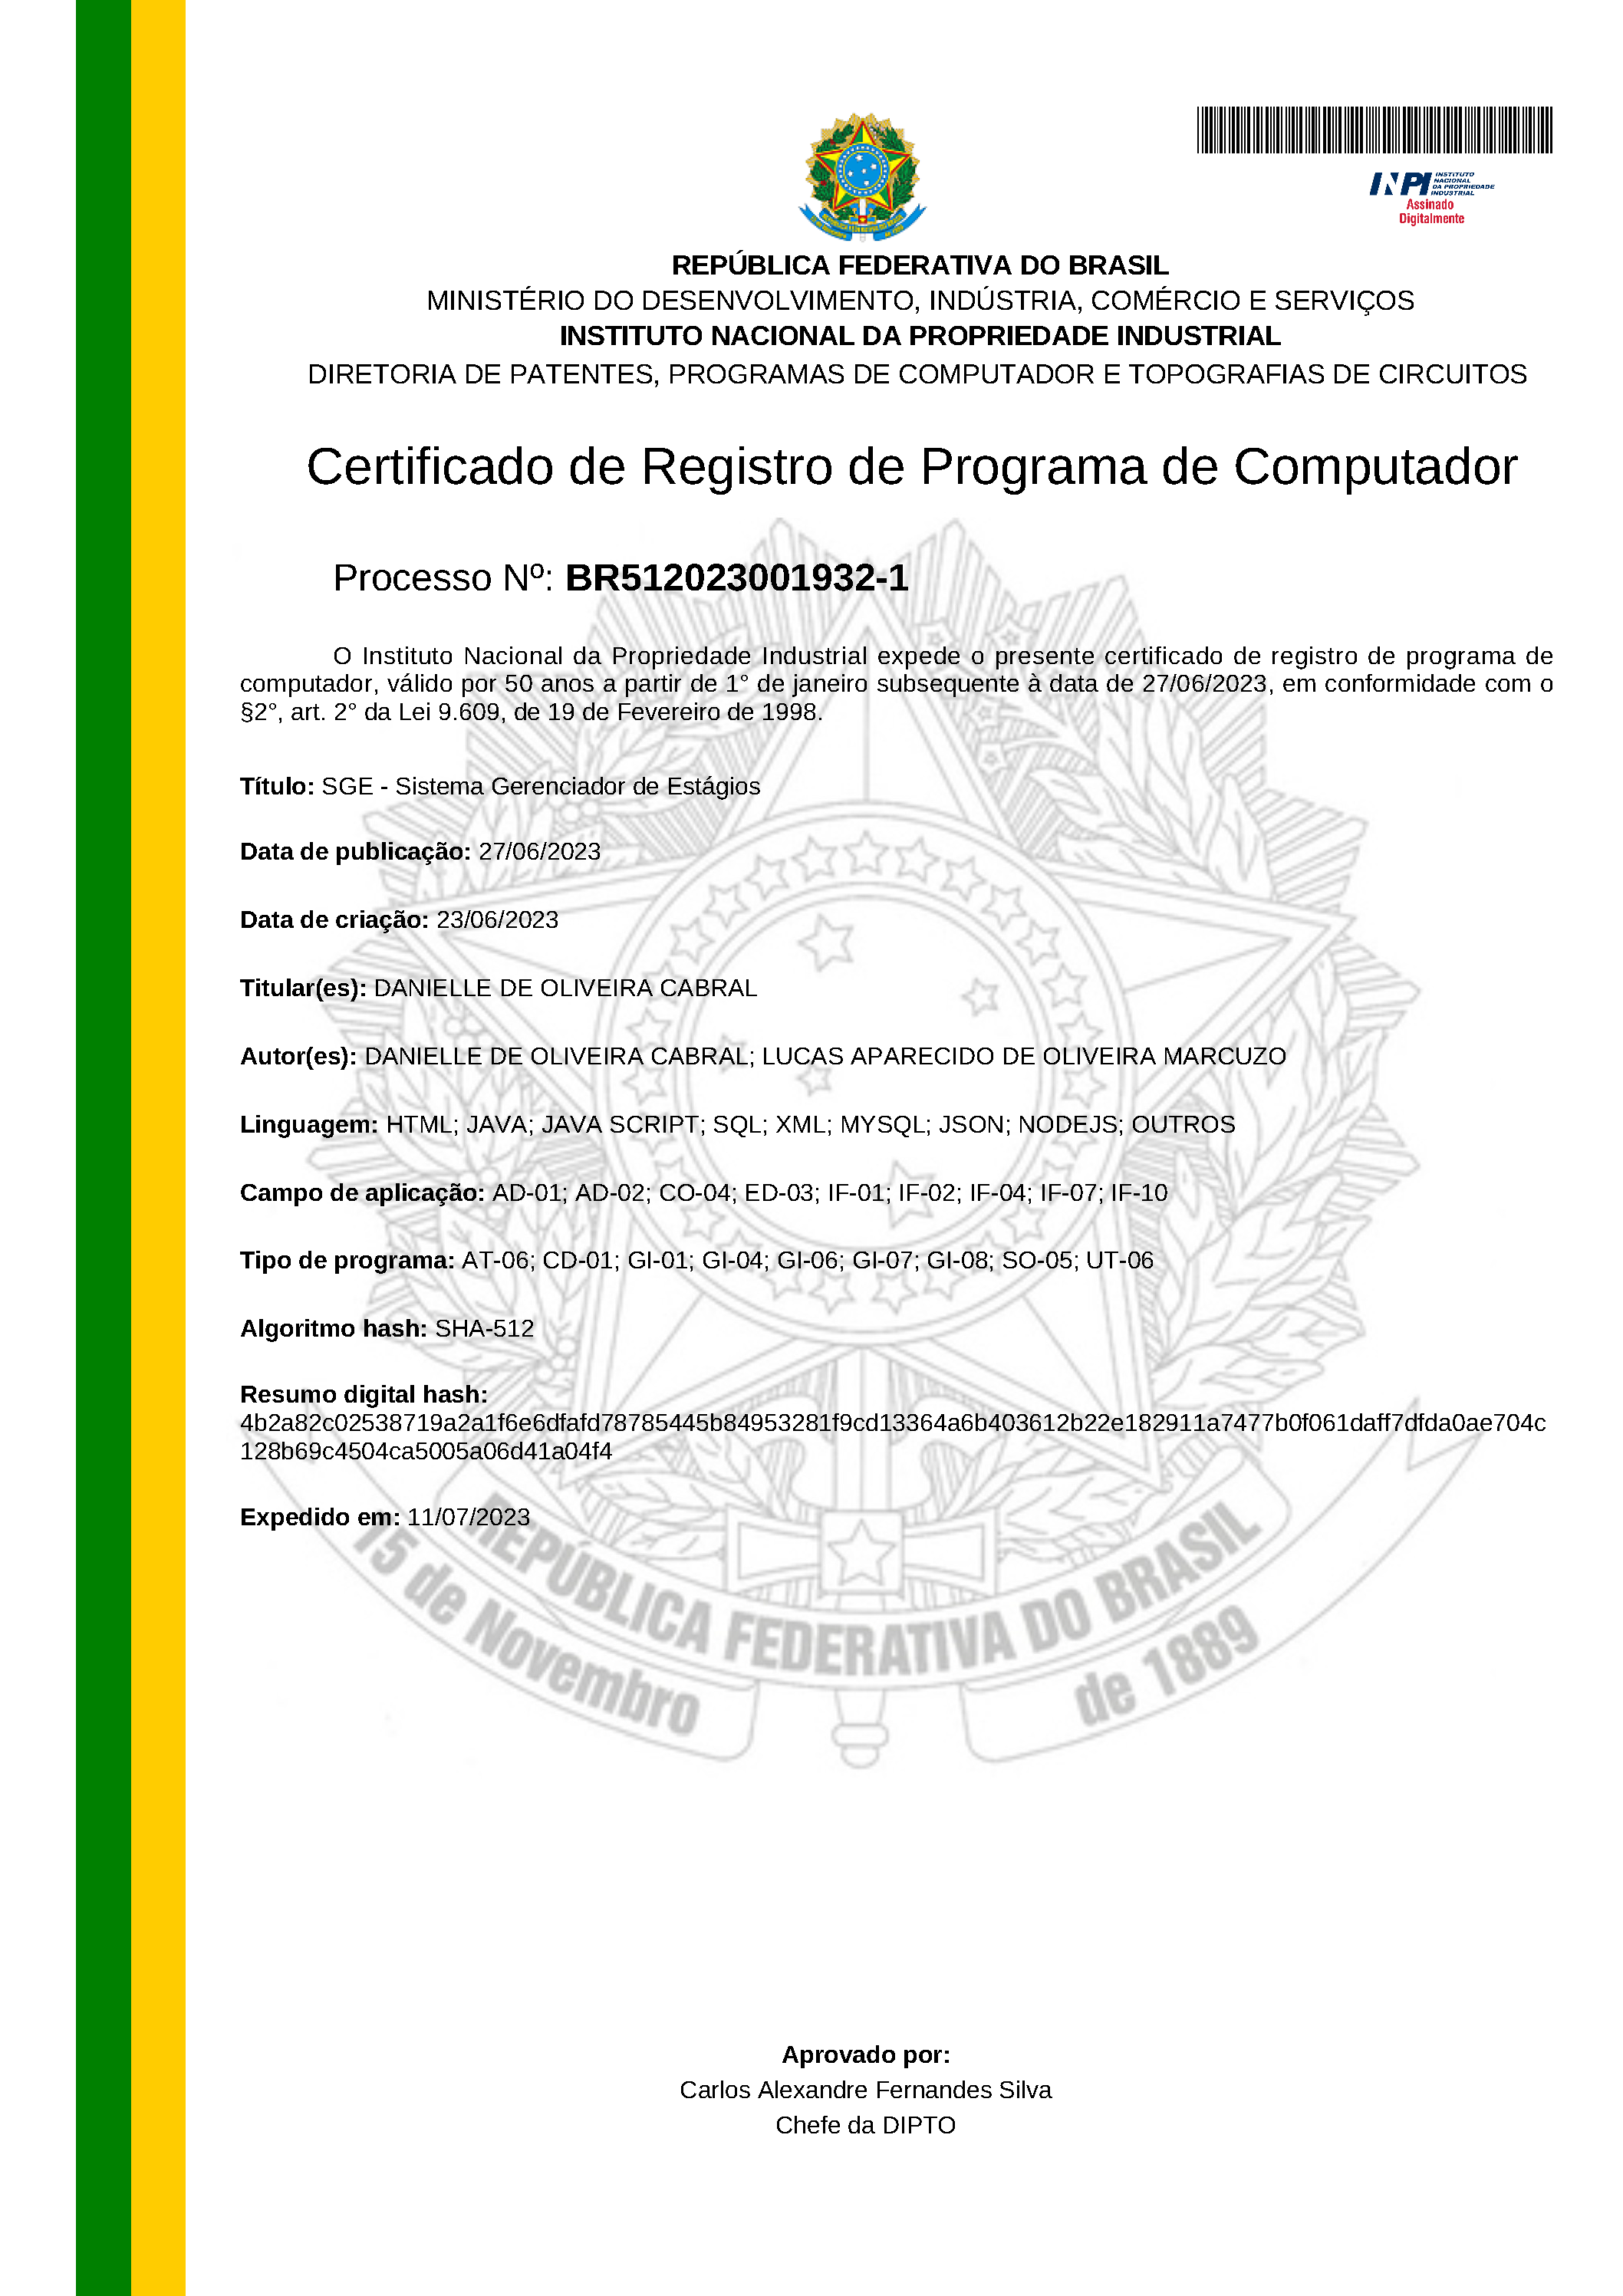 INPI INSTITUTO
NACIONAL
DA PROPRIEDADE
INDUSTRIAL
Assinado
Digitalmente
REPÚBLICA FEDERATIVA DO BRASIL
MINISTÉRIO DO DESENVOLVIMENTO, INDÚSTRIA, COMÉRCIO E SERVIÇOS
INSTITUTO NACIONAL DA PROPRIEDADE INDUSTRIAL
DIRETORIA DE PATENTES, PROGRAMAS DE COMPUTADOR E TOPOGRAFIAS DE CIRCUITOS
Certificado de Registro de Programa de Computador
Processo Nº: BR512023001932-1
O Instituto Nacional da Propriedade Industrial expede o presente certificado de registro de programa de
computador, válido por 50 anos a partir de 1° de janeiro subsequente à data de 27/06/2023, em conformidade com o
§2°, art. 2° da Lei 9.609, de 19 de Fevereiro de 1998.
Título: SGE - Sistema Gerenciador de Estágios
Data de publicação: 27/06/2023
Data de criação: 23/06/2023
Titular(es): DANIELLE DE OLIVEIRA CABRAL
Autor(es): DANIELLE DE OLIVEIRA CABRAL; LUCAS APARECIDO DE OLIVEIRA MARCUZO
Linguagem: HTML; JAVA; JAVA SCRIPT; SQL; XML; MYSQL; JSON; NODEJS; OUTROS
Campo de aplicação: AD-01; AD-02; CO-04; ED-03; IF-01; IF-02; IF-04; IF-07; IF-10
Tipo de programa: AT-06; CD-01; GI-01; GI-04; GI-06; GI-07; GI-08; SO-05; UT-06
Algoritmo hash: SHA-512
Resumo digital hash:
4b2a82c02538719a2a1f6e6dfafd78785445b84953281f9cd13364a6b403612b22e182911a7477b0f061daff7dfda0ae704c
128b69c4504ca5005a06d41a04f4
Expedido em: 11/07/2023
REPÚBLICA FEDERATIVA DO BRASIL
15 de Novembro
de 1889
Aprovado por:
Carlos Alexandre Fernandes Silva
Chefe da DIPTO